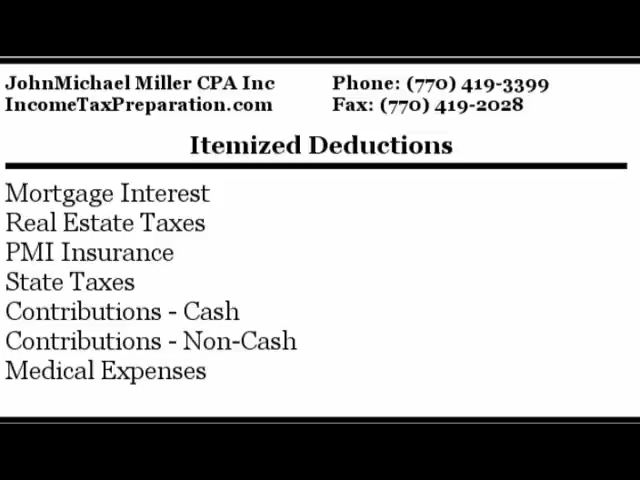 JohnMichael Miller CPA Inc Phone: (770) 419-3399
IncomeTaxPreparation.com Fax: (770) 419-2028
Itemized Deductions
Mortgage Interest
Real Estate Taxes
PMI Insurance
State Taxes
Contributions - Cash
Contributions - Non-Cash
Medical Expenses